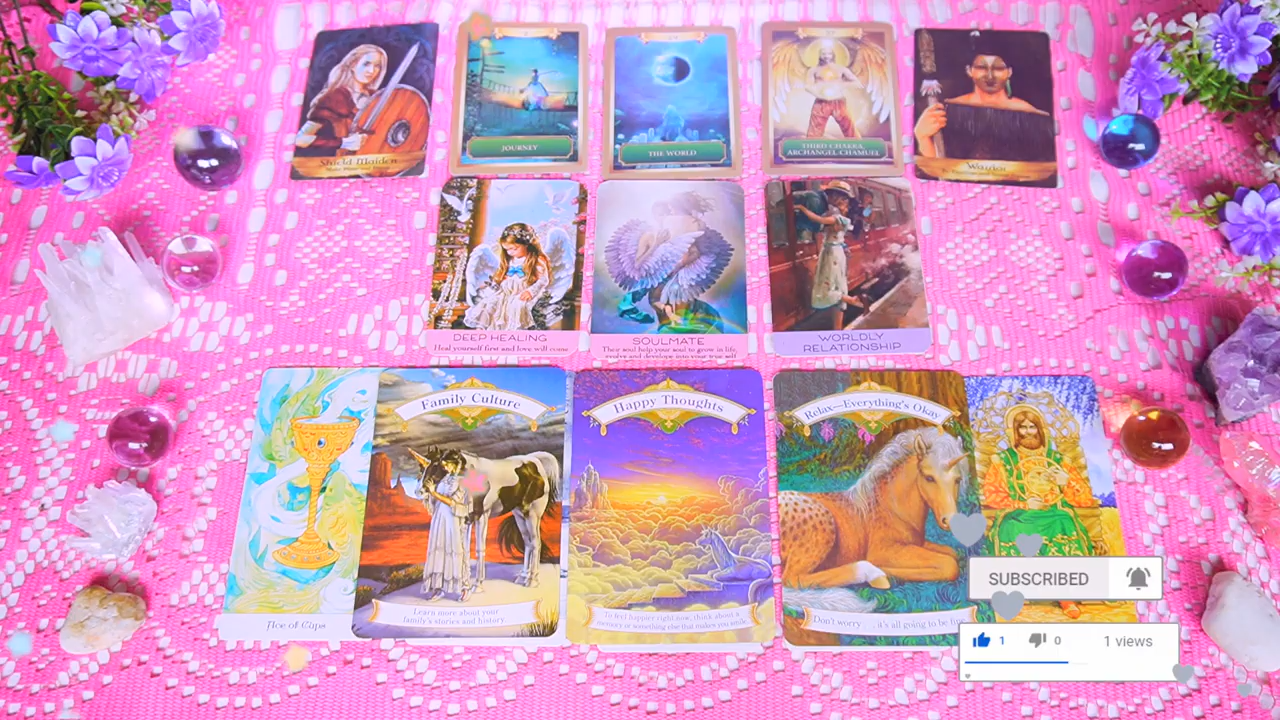 Shield Maiden
JOURNEY
THE WORLD
THIRD CHAKRA,
ARCHANGEL CHAMUEL
DEEP HEALING
Heal yourself first and love will come
SOULMATE
Their soul help your soul to grow in life,
evolve and develope into your true self
WORLDLY
RELATIONSHIP
Ace of Cups
Family Culture
Learn more about your
family's stories and history.
Happy Thoughts
To feel happier right now, think about a
memory or something else that makes you smile.
Relax—Everything's Okay
Don't worry it's all going to be fine
SUBSCRIBED
1
0
1 views